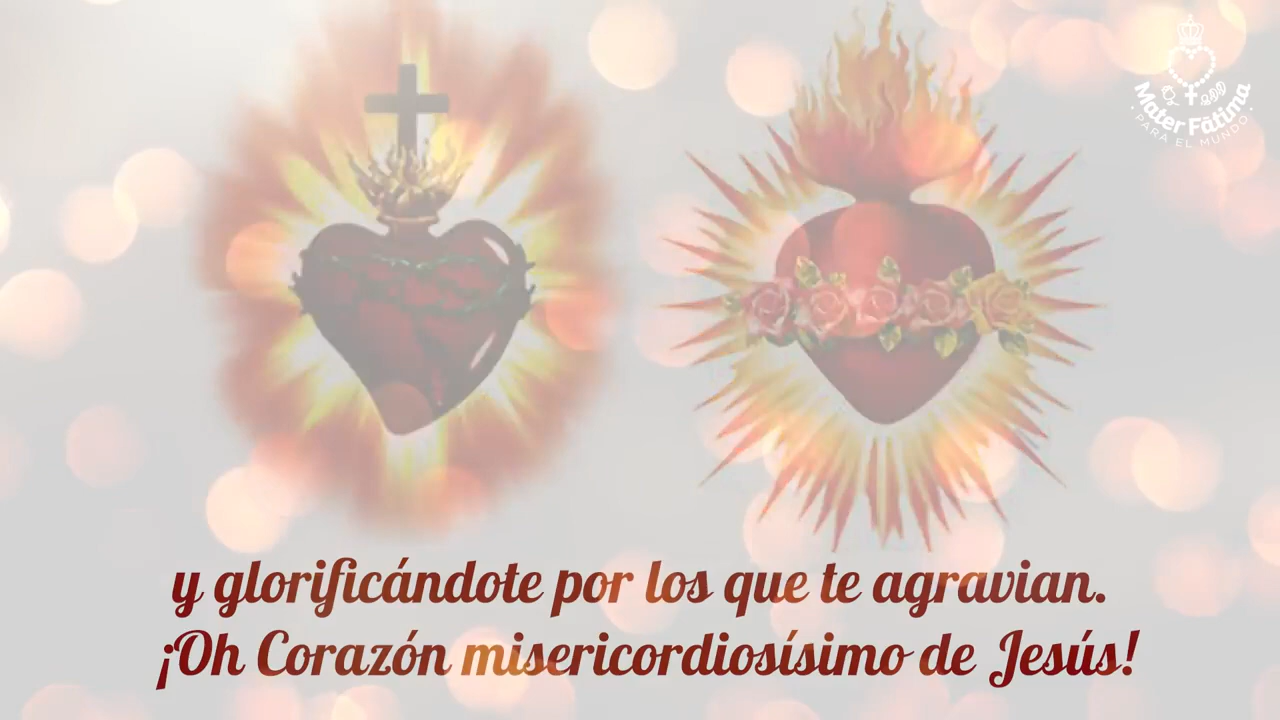 Mater Fátima
· PARA EL MUNDO ·
y glorificándote por los que te agravian.
¡Oh Corazón misericordiosísimo de Jesús!